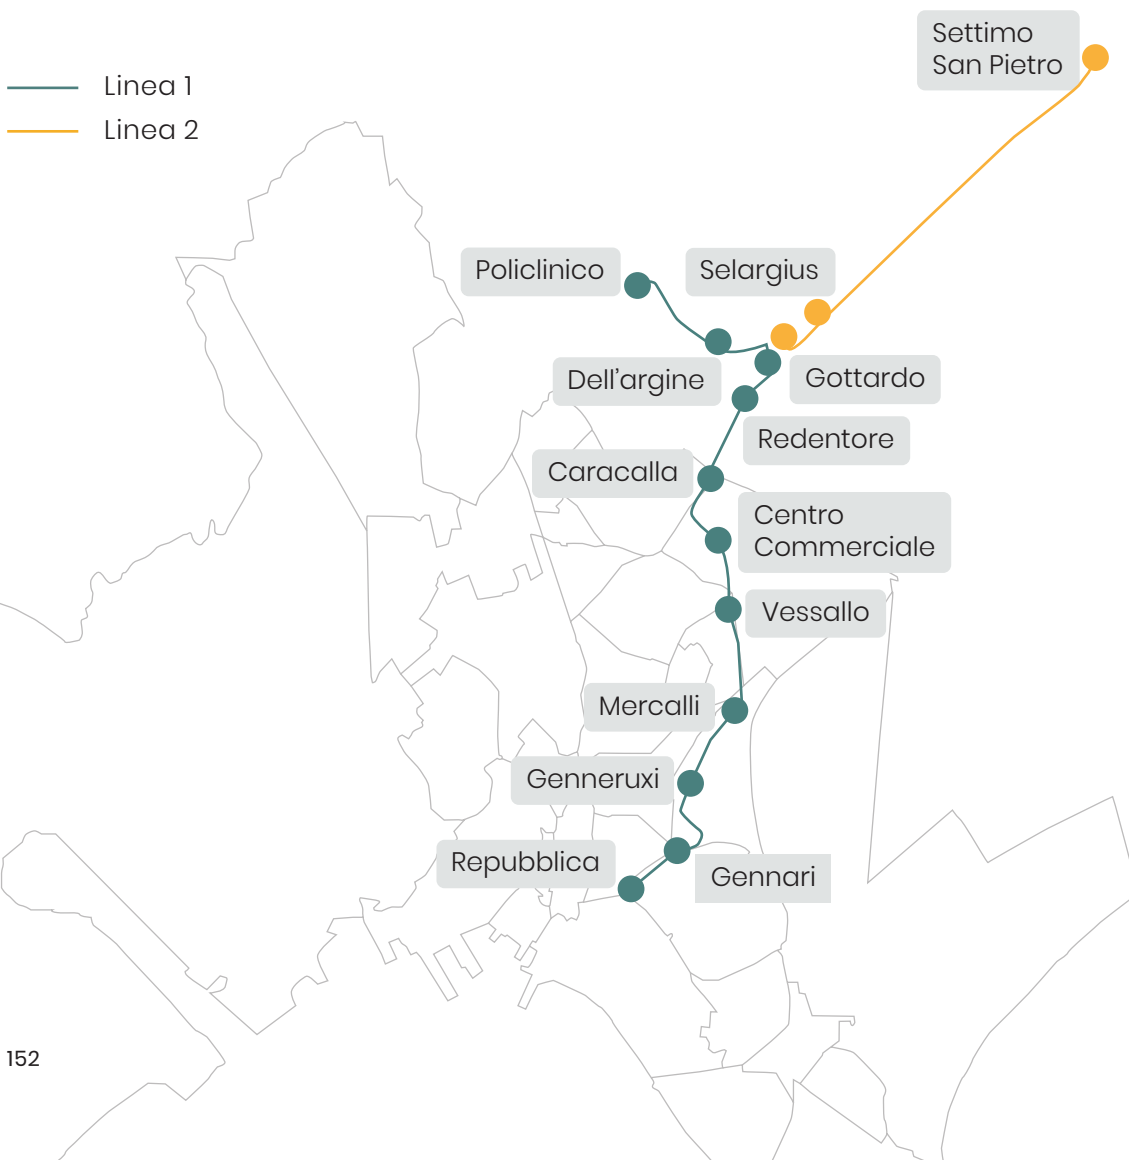 Settimo
San Pietro
Linea 1
Linea 2
Policlinico
Selargius
Dell'argine
Gottardo
Redentore
Caracalla
Centro
Commerciale
Vessallo
Mercalli
Genneruxi
Repubblica
Gennari
152